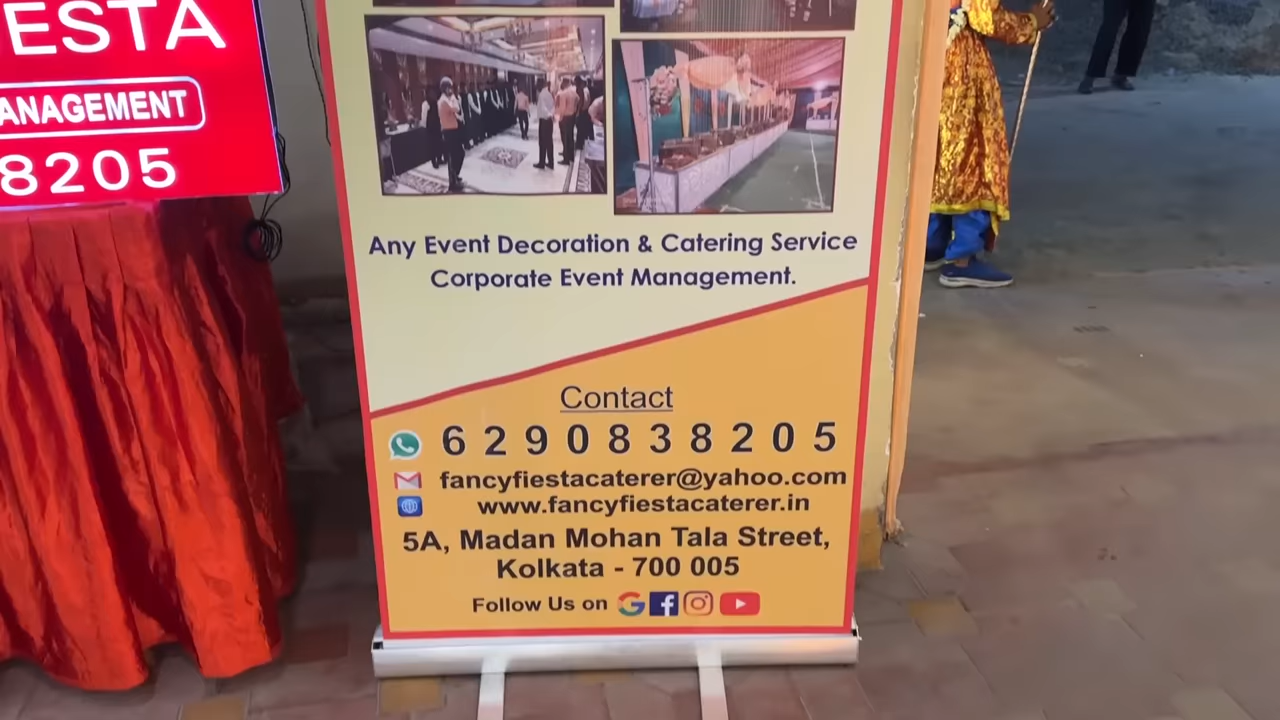 ESTA
ANAGEMENT
8205
Any Event Decoration & Catering Service
Corporate Event Management.
Contact
6290838205
fancyfiestacaterer@yahoo.com
www.fancyfiestacaterer.in
5A, Madan Mohan Tala Street,
Kolkata - 700 005
Follow Us on